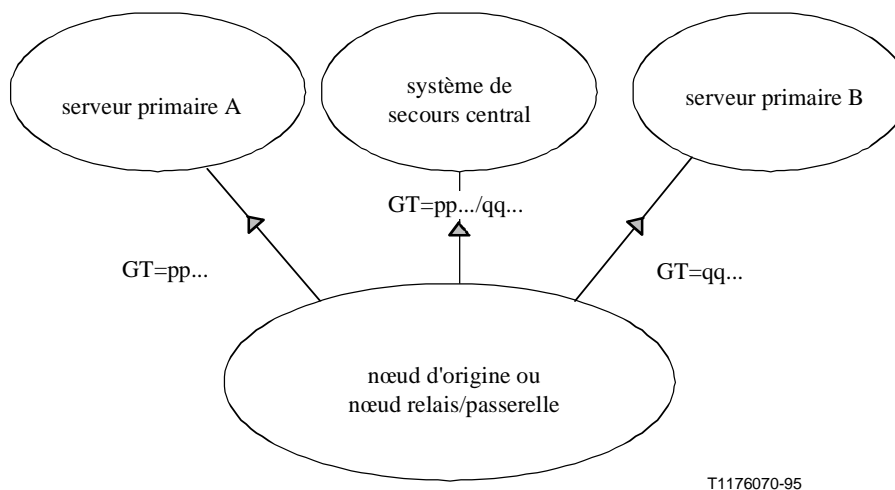 serveur primaire A
système de
secours central
serveur primaire B
GT=pp...
GT=pp.../qq...
GT=qq...
nœud d'origine ou
nœud relais/passerelle
T1176070-95